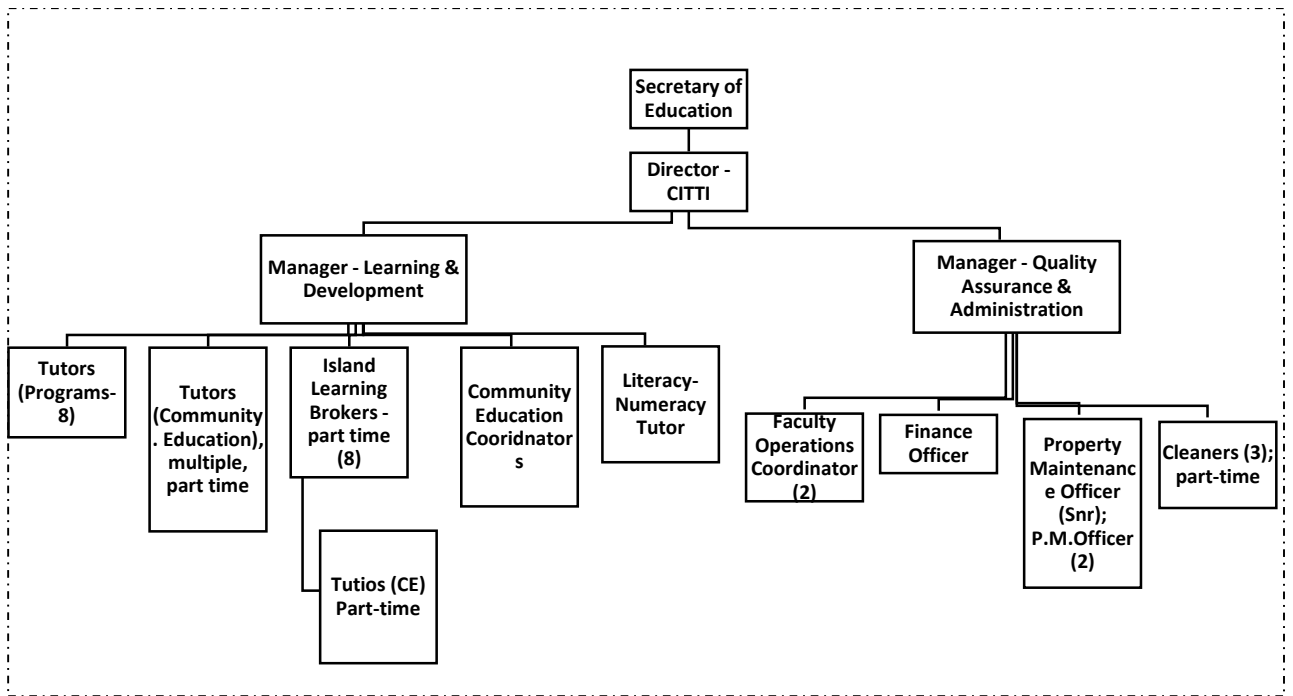 Secretary of
Education
Director -
CITTI
Manager - Learning &
Development
Manager - Quality
Assurance &
Administration
Tutors
(Programs-
8)
Tutors
(Community
. Education),
multiple,
part time
Island
Learning
Brokers -
part time
(8)
Community
Education
Cooridnator
s
Literacy-
Numeracy
Tutor
Faculty
Operations
Coordinator
(2)
Finance
Officer
Property
Maintenanc
e Officer
(Snr);
P.M.Officer
(2)
Cleaners (3);
part-time
Tutios (CE)
Part-time